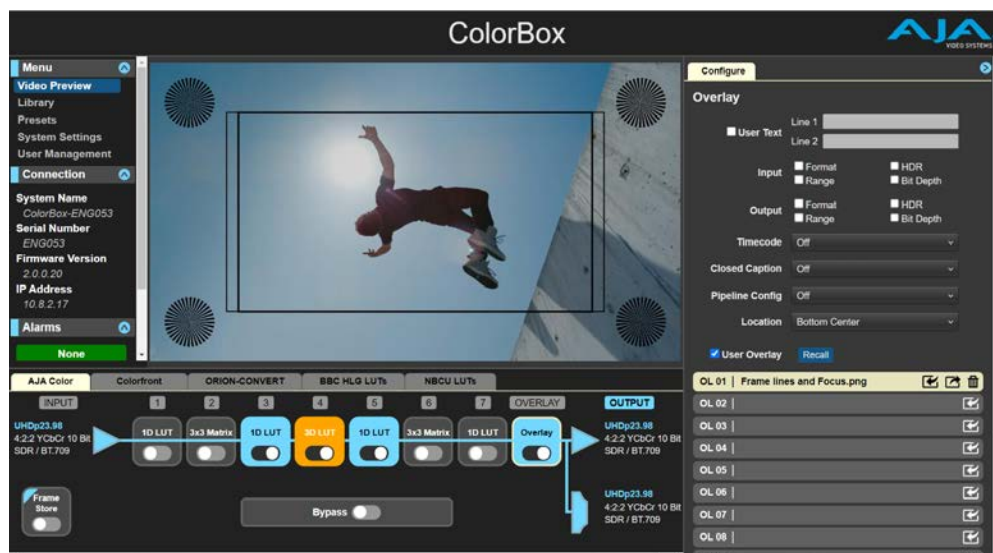 ColorBox
AJA
VIDEO SYSTEMS
Menu
Video Preview
Library
Presets
System Settings
User Management
Connection
System Name
ColorBox-ENG053
Serial Number
ENG053
Firmware Version
2.0.0.20
IP Address
10.8.2.17
Alarms
None
Configure
Overlay
User Text
Line 1
Line 2
Input
Format
HDR
Range
Bit Depth
Output
Format
HDR
Range
Bit Depth
Timecode Off
Closed Caption Off
Pipeline Config Off
Location Bottom Center
User Overlay Recall
OL 01 | Frame lines and Focus.png
OL 02 |
OL 03 |
OL 04 |
OL 05 |
OL 06 |
OL 07 |
OL 08 |
AJA Color Colorfront ORION-CONVERT BBC HLG LUTs NBCU LUTs
INPUT 1 2 3 4 5 6 7 OVERLAY OUTPUT
UHDp23.98
4:2:2 YCbCr 10 Bit
SDR / BT.709
1D LUT
3x3 Matrix
1D LUT
3D LUT
1D LUT
3x3 Matrix
1D LUT
Overlay
UHDp23.98
4:2:2 YCbCr 10 Bit
SDR / BT.709
Frame
Store
Bypass
UHDp23.98
4:2:2 YCbCr 10 Bit
SDR / BT.709